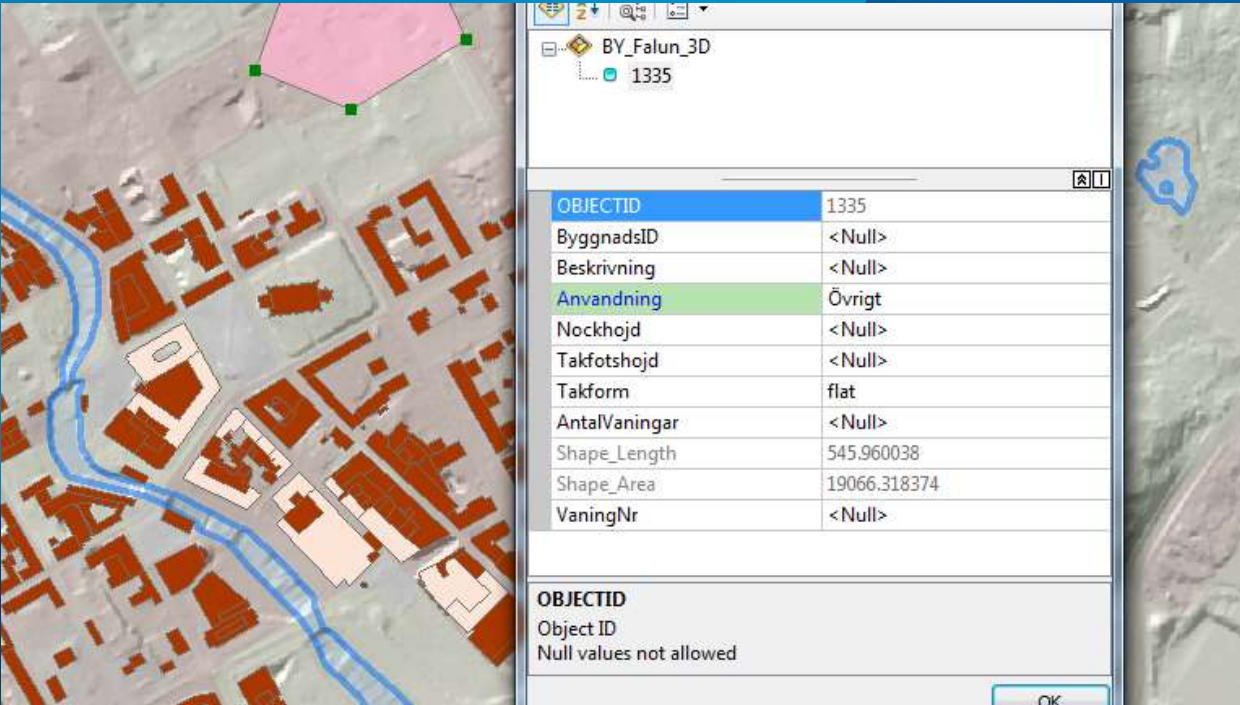 BY_Falun_3D
1335
OBJECTID 1335
ByggnadsID <Null>
Beskrivning <Null>
Anvandning Övrigt
Nockhojd <Null>
Takfotshojd <Null>
Takform flat
AntalVaningar <Null>
Shape_Length 545.960038
Shape_Area 19066.318374
VaningNr <Null>
OBJECTID
Object ID
Null values not allowed
OK